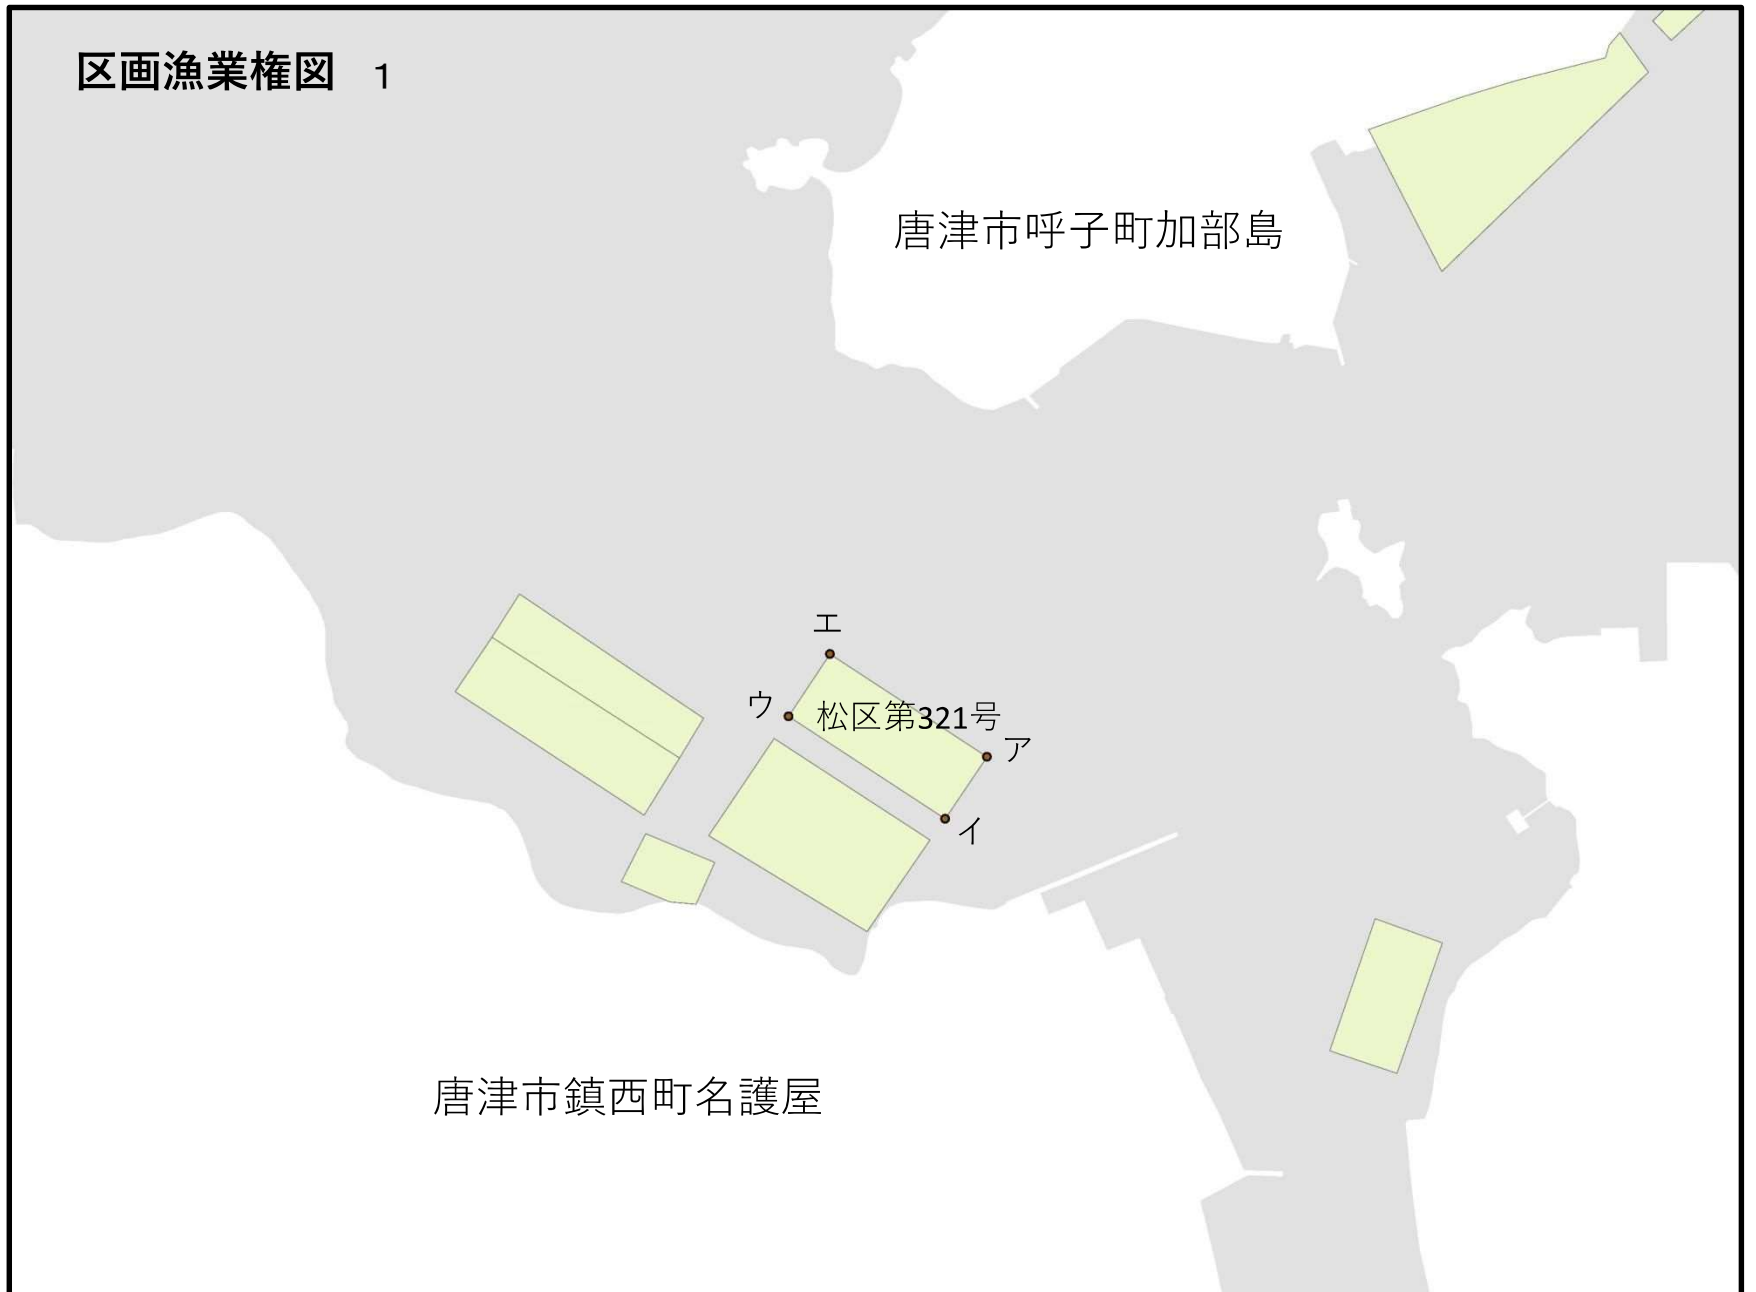 区画漁業権図 1
唐津市呼子町加部島
エ
ウ
松区第321号
ア
イ
唐津市鎮西町名護屋